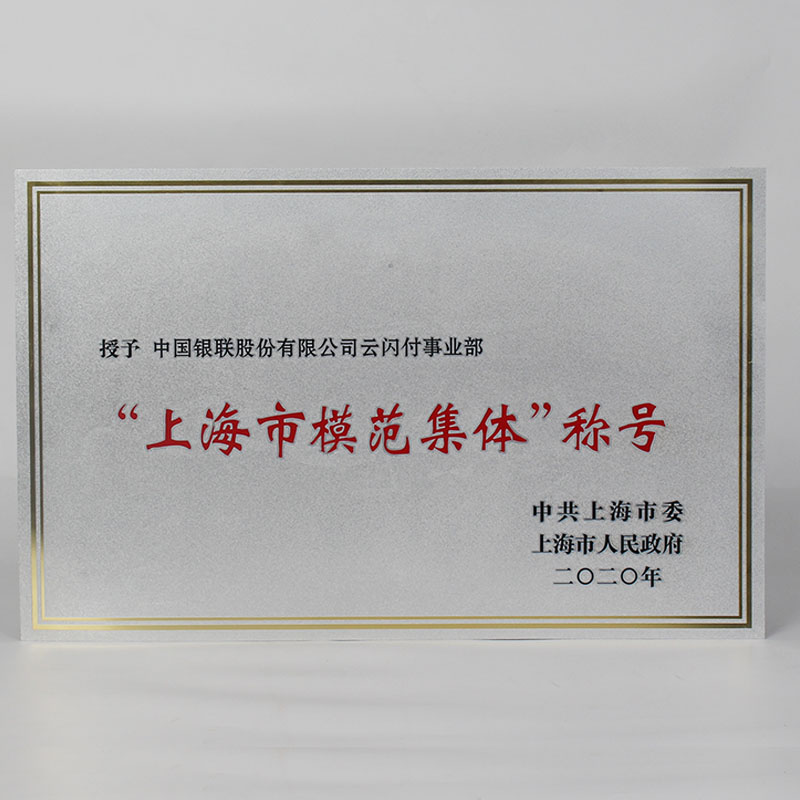 授予 中国银联股份有限公司云闪付事业部
“上海市模范集体”称号
中共上海市委
上海市人民政府
二〇二〇年